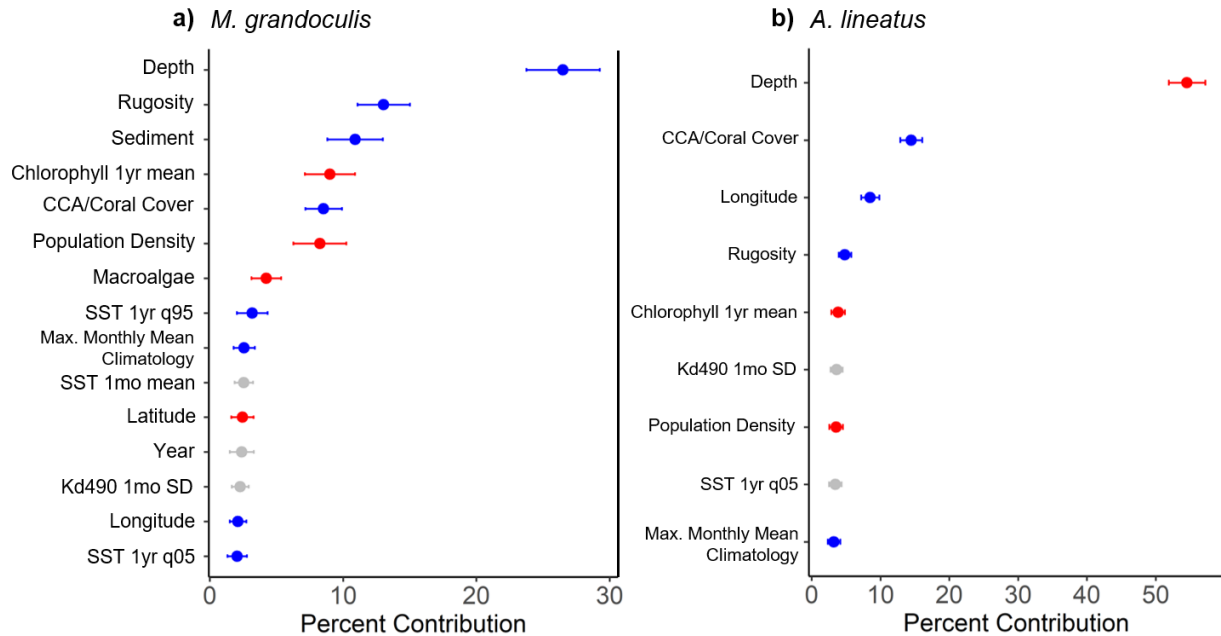 a) M. grandoculis
Depth
Rugosity
Sediment
Chlorophyll 1yr mean
CCA/Coral Cover
Population Density
Macroalgae
SST 1yr q95
Max. Monthly Mean
Climatology
SST 1mo mean
Latitude
Year
Kd490 1mo SD
Longitude
SST 1yr q05
0 10 20 30
Percent Contribution
b) A. lineatus
Depth
CCA/Coral Cover
Longitude
Rugosity
Chlorophyll 1yr mean
Kd490 1mo SD
Population Density
SST 1yr q05
Max. Monthly Mean
Climatology
0 10 20 30 40 50
Percent Contribution